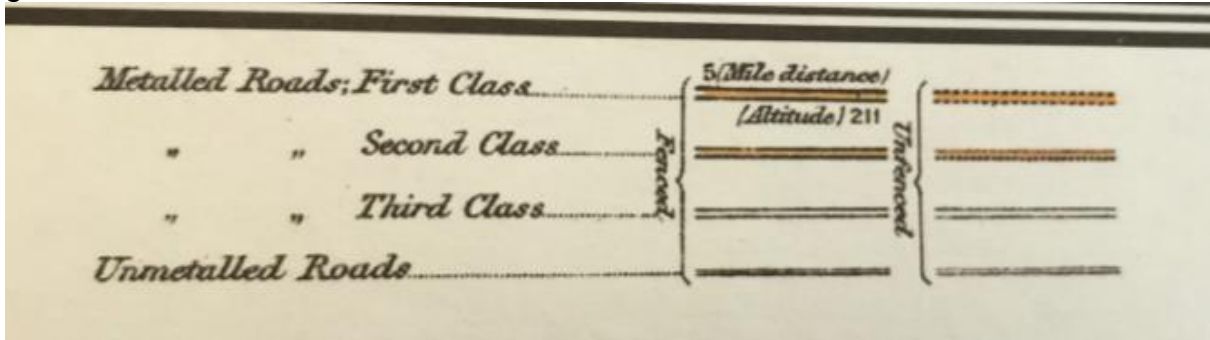 Metalled Roads; First Class
5 (Mile distance)
(Altitude) 211
" " Second Class
" " Third Class
Unmetalled Roads
Fenced
Unfenced